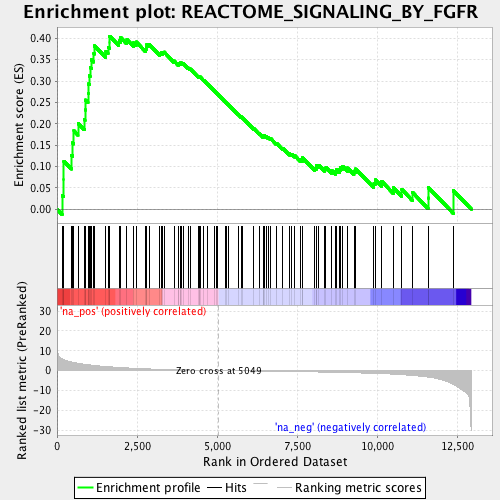 Enrichment plot: REACTOME_SIGNALING_BY_FGFR
Enrichment score (ES)
0.40
0.35
0.30
0.25
0.20
0.15
0.10
0.05
0.00
'na_pos' (positively correlated)
Ranked list metric (PreRanked)
30
20
10
0
-10
-20
-30
Zero cross at 5049
'na_neg' (negatively correlated)
0 2,500 5,000 7,500 10,000 12,500
Rank in Ordered Dataset
Enrichment profile Hits Ranking metric scores